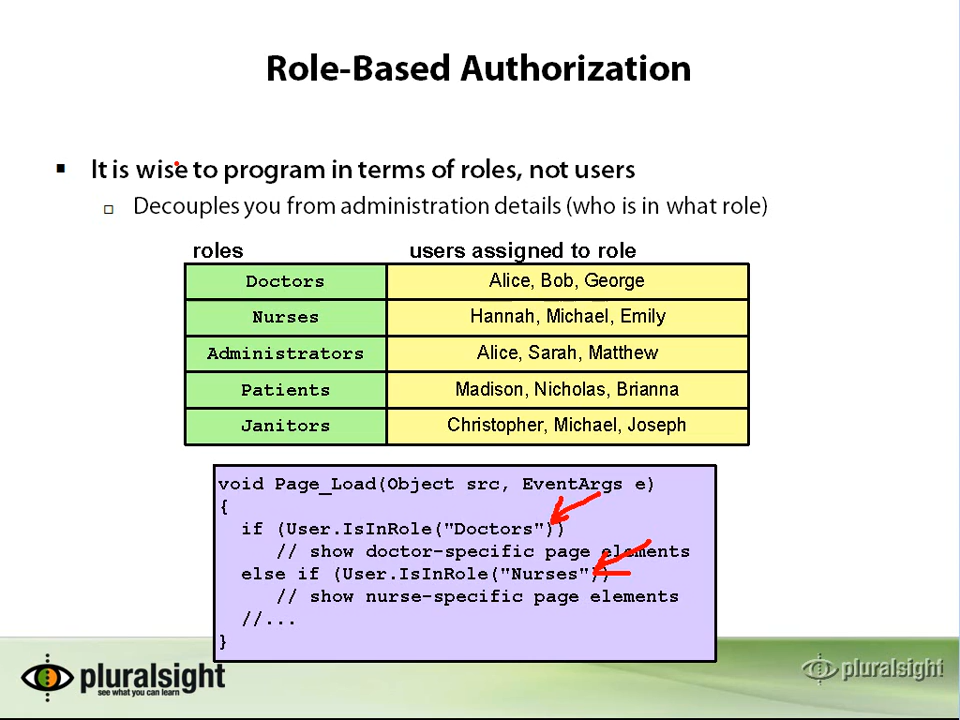 Role-Based Authorization
It is wise to program in terms of roles, not users
Decouples you from administration details (who is in what role)
roles users assigned to role
Doctors Alice, Bob, George
Nurses Hannah, Michael, Emily
Administrators Alice, Sarah, Matthew
Patients Madison, Nicholas, Brianna
Janitors Christopher, Michael, Joseph
void Page_Load(Object src, EventArgs e)
{
if (User.IsInRole("Doctors"))
// show doctor-specific page elements
else if (User.IsInRole("Nurses"))
// show nurse-specific page elements
//...
}
pluralsight
see what you can learn
pluralsight